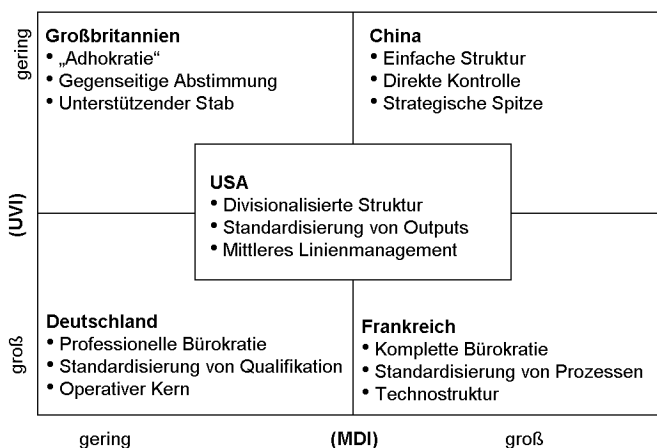 gering
Großbritannien
• „Adhokratie“
• Gegenseitige Abstimmung
• Unterstützender Stab
China
• Einfache Struktur
• Direkte Kontrolle
• Strategische Spitze
(UVI)
USA
• Divisionalisierte Struktur
• Standardisierung von Outputs
• Mittleres Linienmanagement
groß
Deutschland
• Professionelle Bürokratie
• Standardisierung von Qualifikation
• Operativer Kern
Frankreich
• Komplette Bürokratie
• Standardisierung von Prozessen
• Technostruktur
gering (MDI) groß